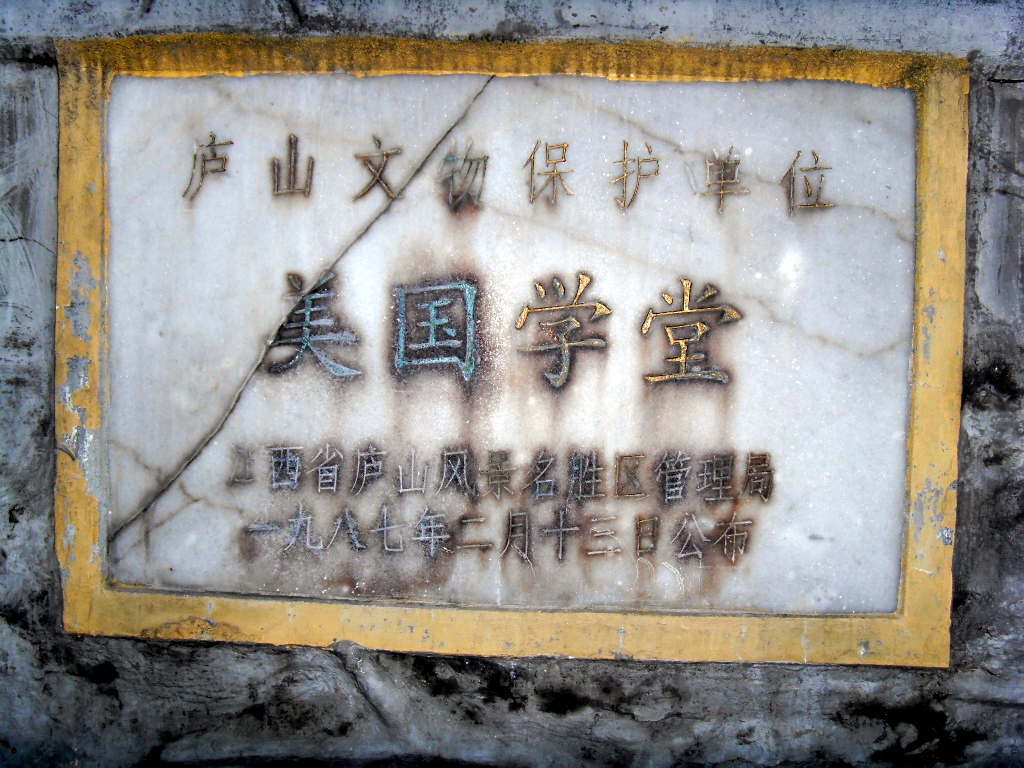 庐山文物保护单位
美国学堂
江西省庐山风景名胜区管理局
一九八七年二月十三日公布